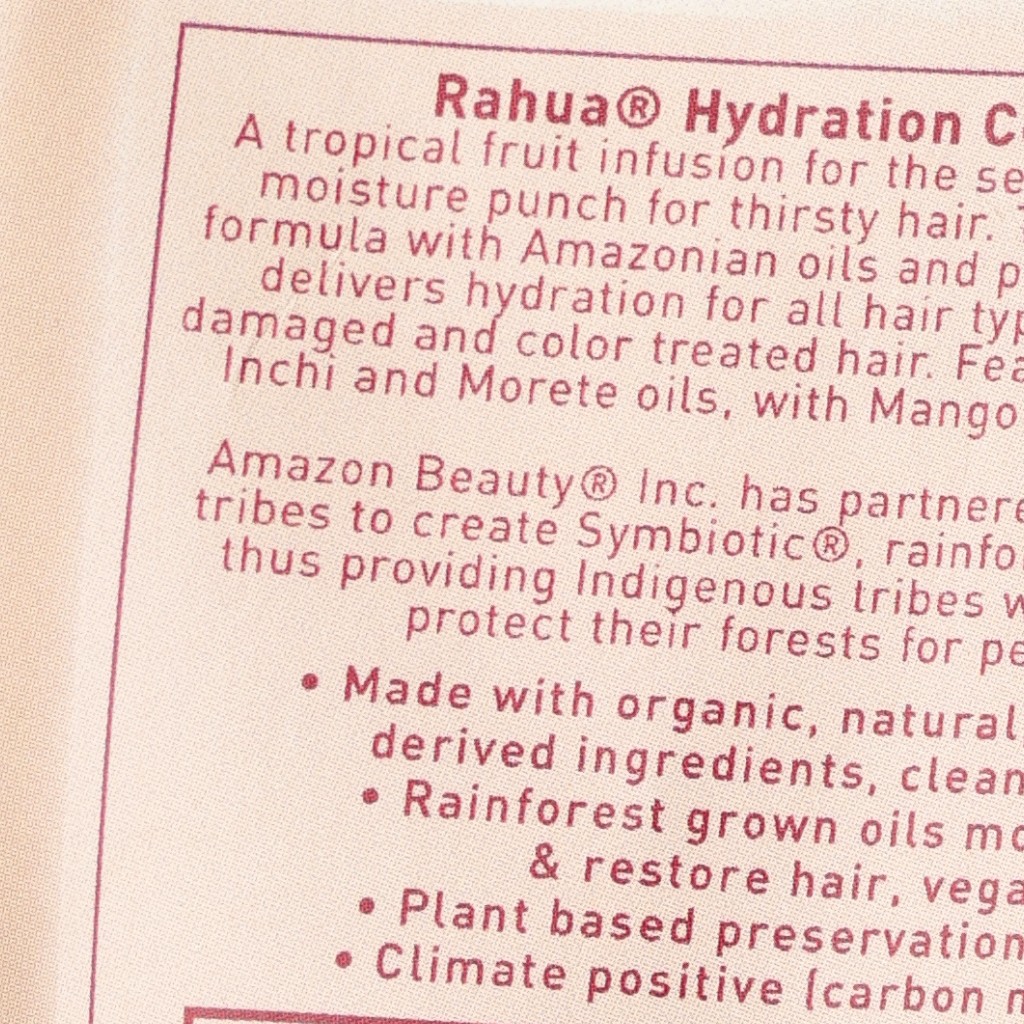 Rahua® Hydration C
A tropical fruit infusion for the se
moisture punch for thirsty hair.
formula with Amazonian oils and p
delivers hydration for all hair typ
damaged and color treated hair. Fea
Inchi and Morete oils, with Mango
Amazon Beauty® Inc. has partnere
tribes to create Symbiotic®, rainfo
thus providing Indigenous tribes w
protect their forests for pe
• Made with organic, natural
derived ingredients, clean
• Rainforest grown oils mo
& restore hair, vega
• Plant based preservation
• Climate positive (carbon n